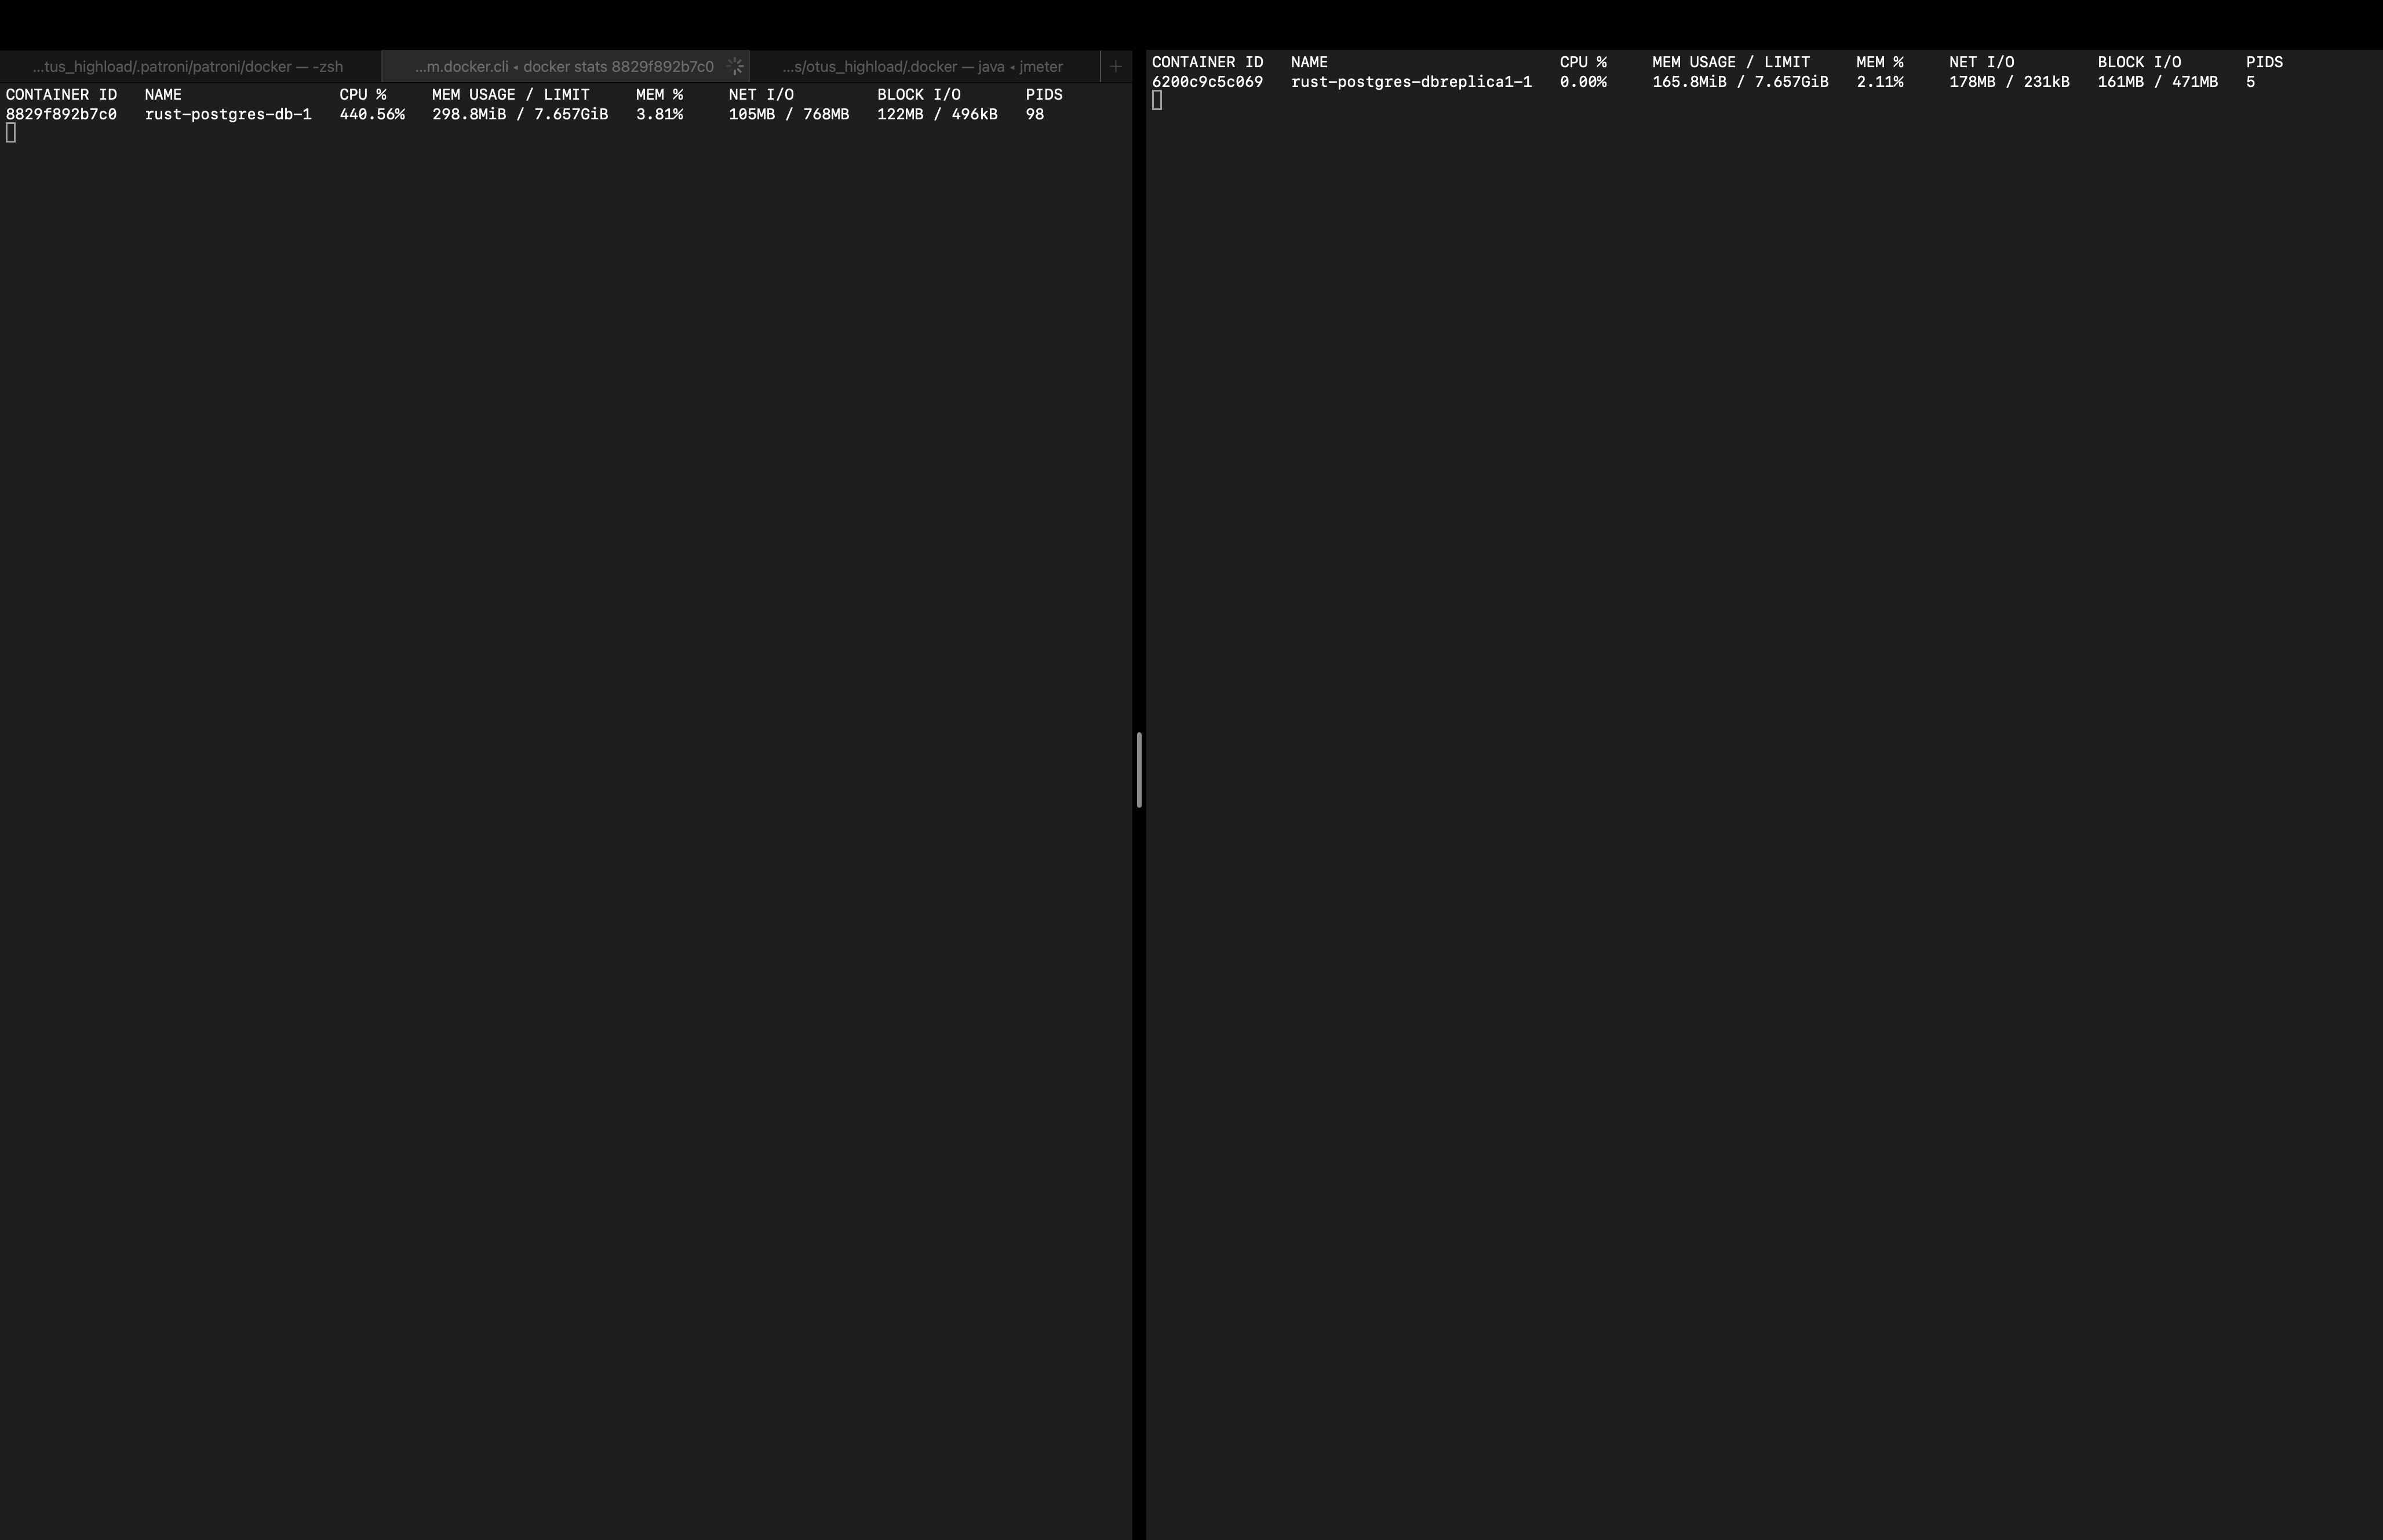 ...tus_highload/.patroni/patroni/docker — -zsh ...m.docker.cli ◂ docker stats 8829f892b7c0 ...s/otus_highload/.docker — java ◂ jmeter +
CONTAINER ID NAME CPU % MEM USAGE / LIMIT MEM % NET I/O BLOCK I/O PIDS
8829f892b7c0 rust-postgres-db-1 440.56% 298.8MiB / 7.657GiB 3.81% 105MB / 768MB 122MB / 496kB 98
CONTAINER ID NAME CPU % MEM USAGE / LIMIT MEM % NET I/O BLOCK I/O PIDS
6200c9c5c069 rust-postgres-dbreplica1-1 0.00% 165.8MiB / 7.657GiB 2.11% 178MB / 231kB 161MB / 471MB 5